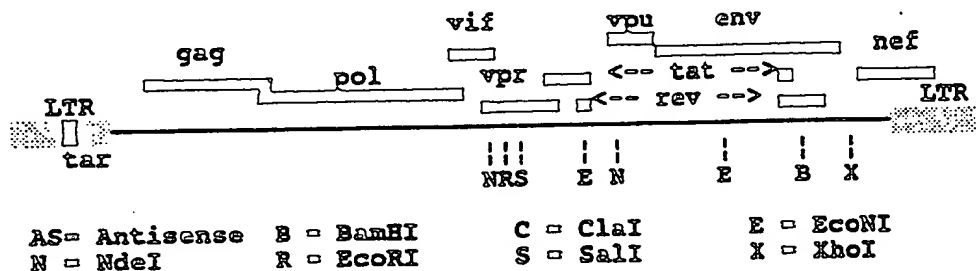 vif
vpu
env
gag
nef
pol
vpr
<-- tat -->
LTR
<-- rev -->
LTR
tar
NRS
E
N
E
B
X
AS= Antisense B = BamHI C = ClaI E = EcoNI
N = NdeI R = EcoRI S = SalI X = XhoI